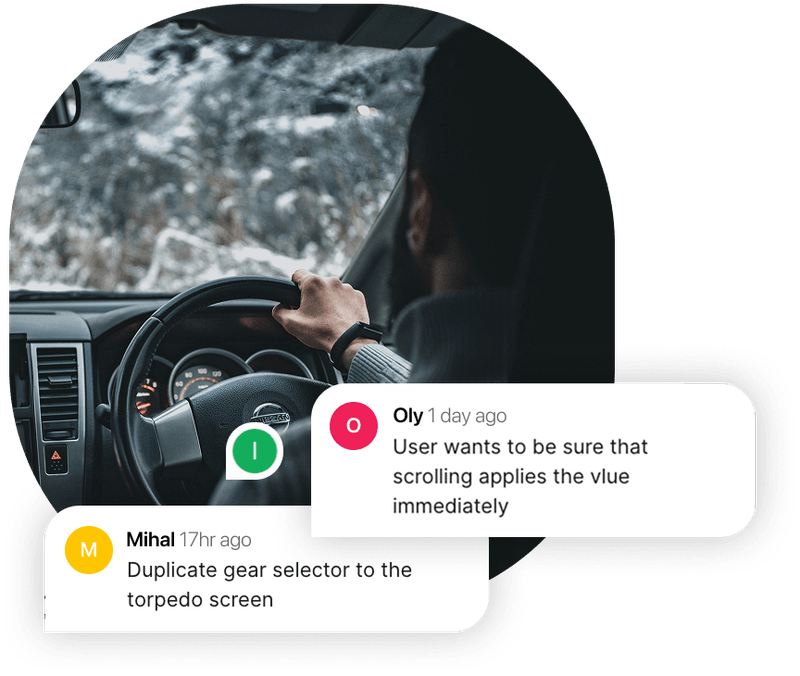 O
Oly 1 day ago
User wants to be sure that
scrolling applies the vlue
immediately
I
M
Mihal 17hr ago
Duplicate gear selector to the
torpedo screen